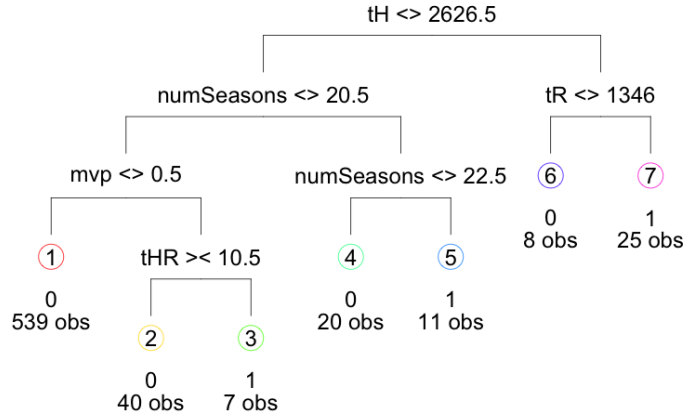 tH <> 2626.5
numSeasons <> 20.5
tR <> 1346
mvp <> 0.5
numSeasons <> 22.5
6
7
0
8 obs
1
25 obs
1
tHR >< 10.5
4
5
0
539 obs
0
20 obs
1
11 obs
2
3
0
40 obs
1
7 obs